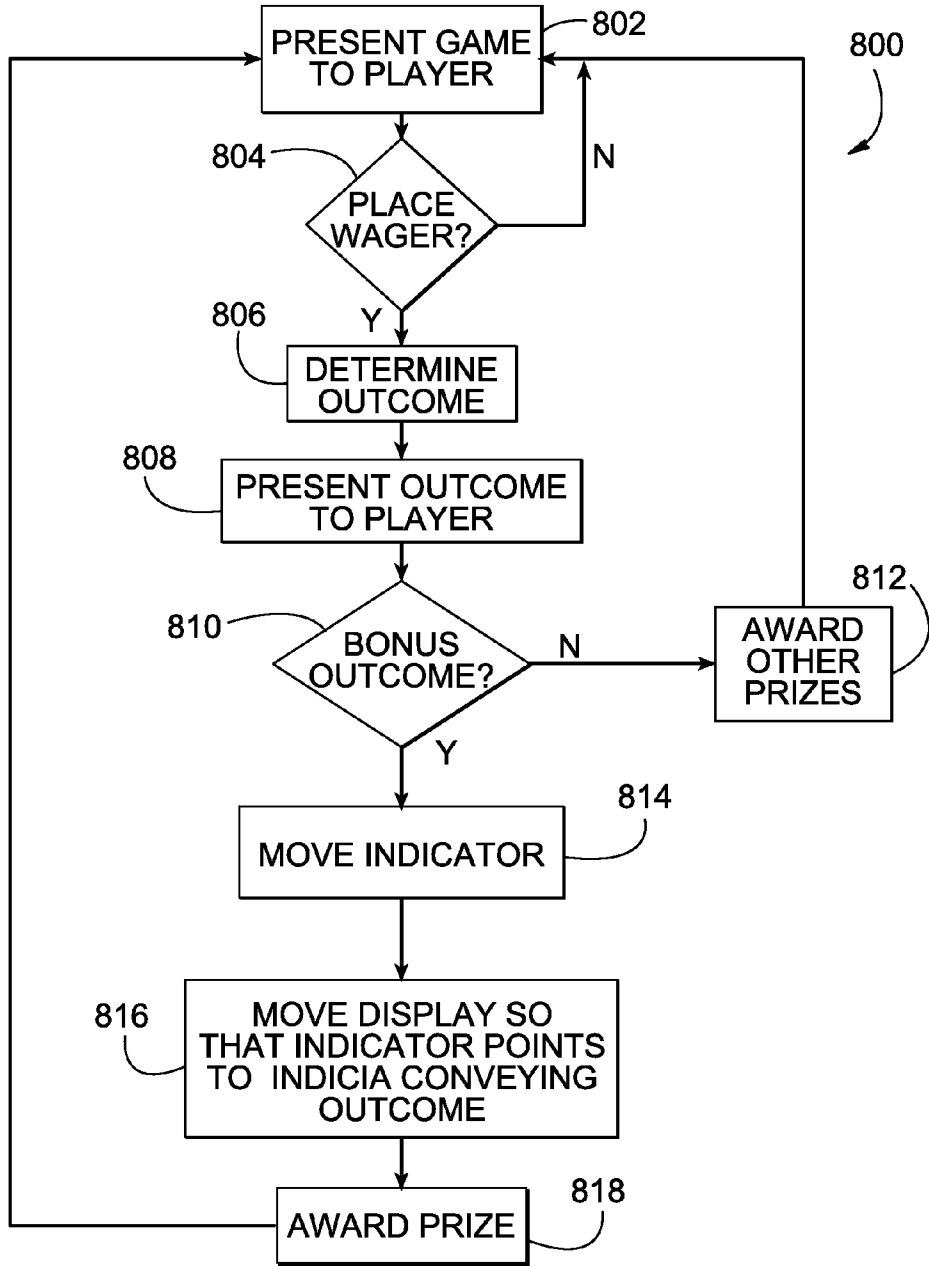 PRESENT GAME
TO PLAYER
802
800
804
PLACE
WAGER?
N
Y
806
DETERMINE
OUTCOME
808
PRESENT OUTCOME
TO PLAYER
810
BONUS
OUTCOME?
N
812
AWARD
OTHER
PRIZES
Y
814
MOVE INDICATOR
816
MOVE DISPLAY SO
THAT INDICATOR POINTS
TO INDICIA CONVEYING
OUTCOME
818
AWARD PRIZE